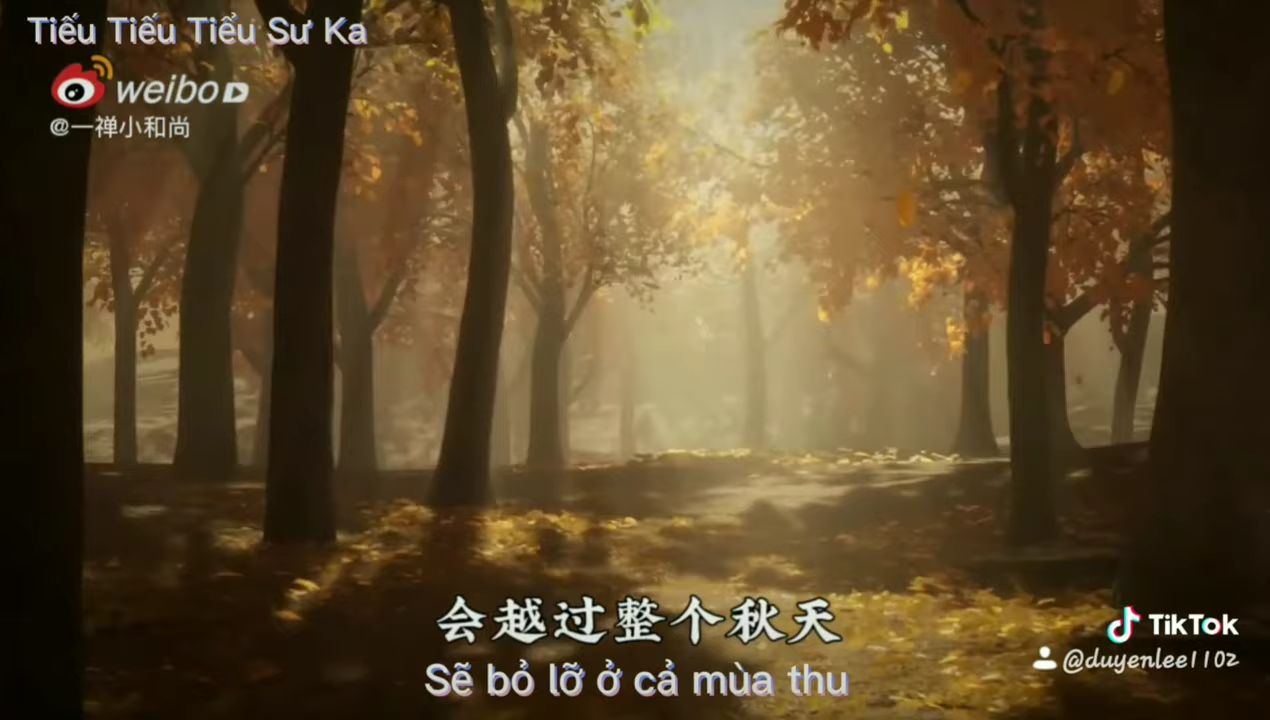 Tiếu Tiếu Tiểu Sư Ka
weibo
@一禅小和尚
会越过整个秋天
Sẽ bỏ lỡ ở cả mùa thu
TikTok
@duyenlee1102